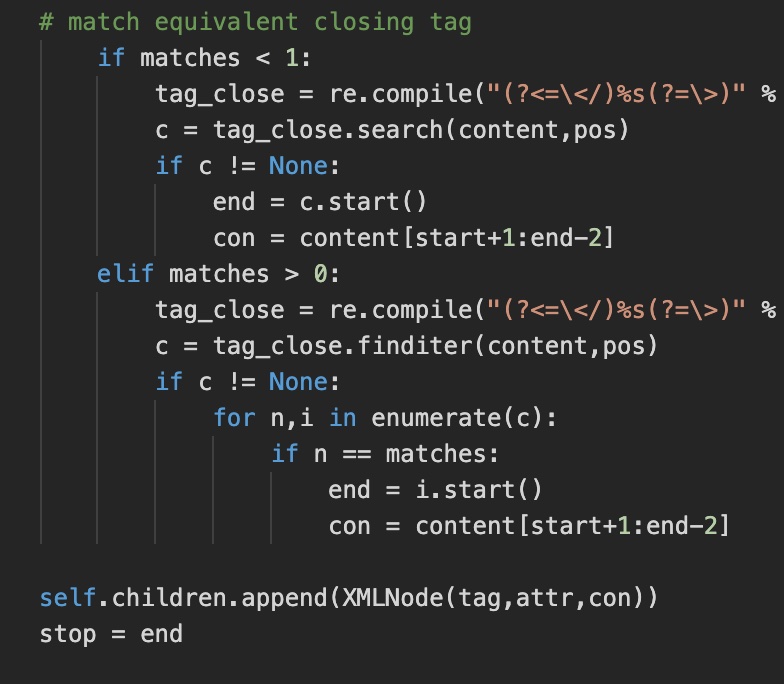 # match equivalent closing tag
if matches < 1:
tag_close = re.compile("(?<=\</)%s(?=\>)" %
c = tag_close.search(content,pos)
if c != None:
end = c.start()
con = content[start+1:end-2]
elif matches > 0:
tag_close = re.compile("(?<=\</)%s(?=\>)" %
c = tag_close.finditer(content,pos)
if c != None:
for n,i in enumerate(c):
if n == matches:
end = i.start()
con = content[start+1:end-2]
self.children.append(XMLNode(tag,attr,con))
stop = end